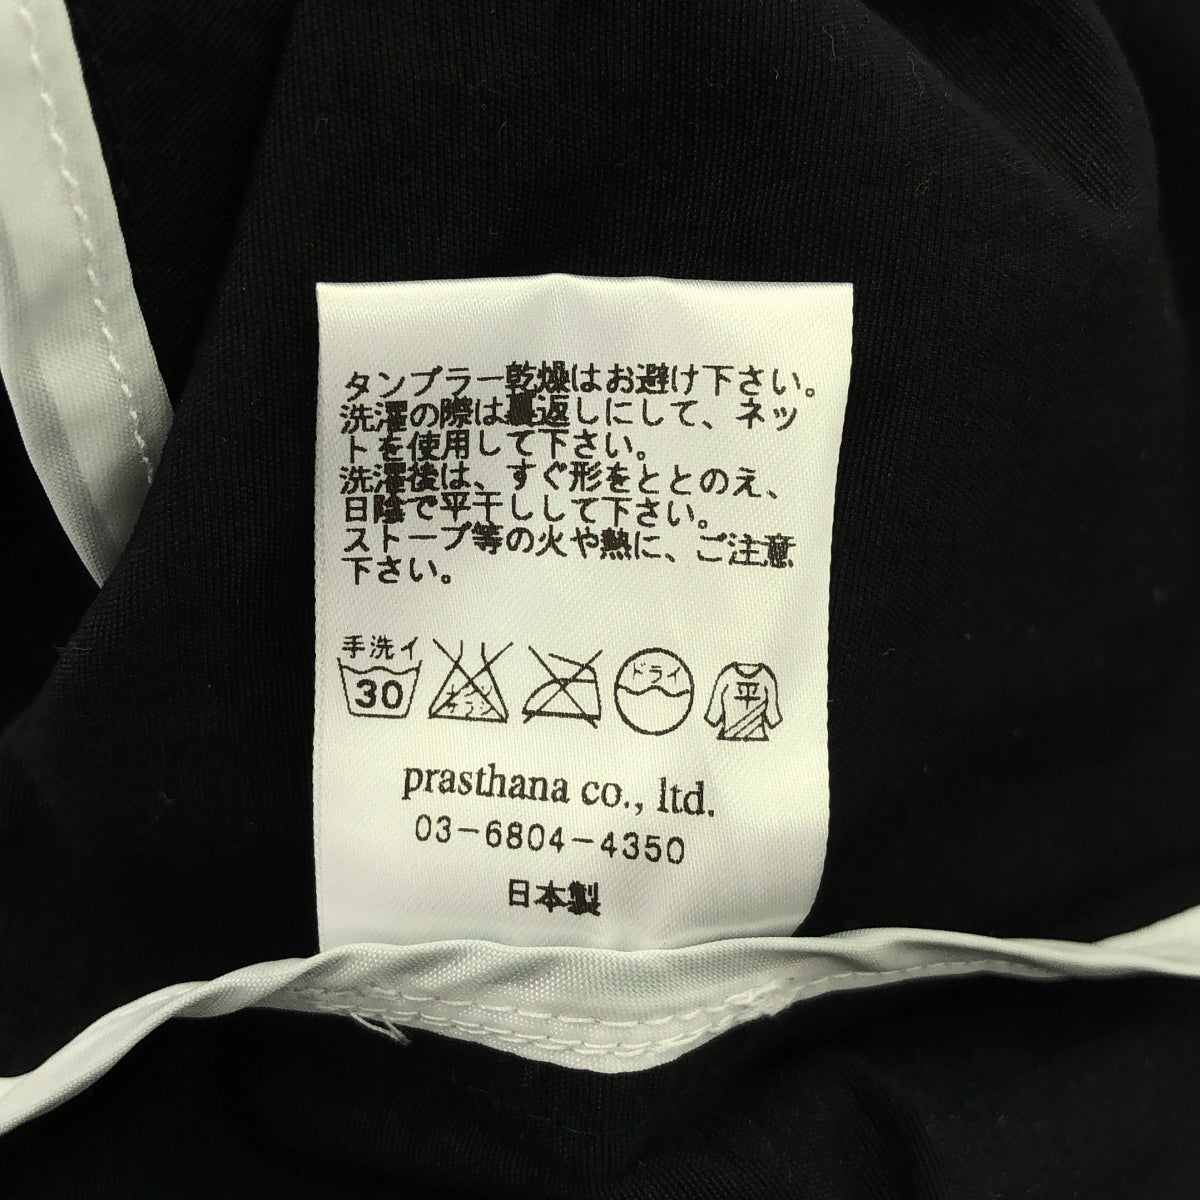 タンブラー乾燥はお避け下さい。
洗濯の際は裏返しにして、ネッ
トを使用して下さい。
洗濯後は、すぐ形をととのえ、
日陰で平干しして下さい。
ストーブ等の火や熱に、ご注意
下さい。
手洗イ
30
エンソ
サラシ
ドライ
平
prasthana co., ltd.
03-6804-4350
日本製